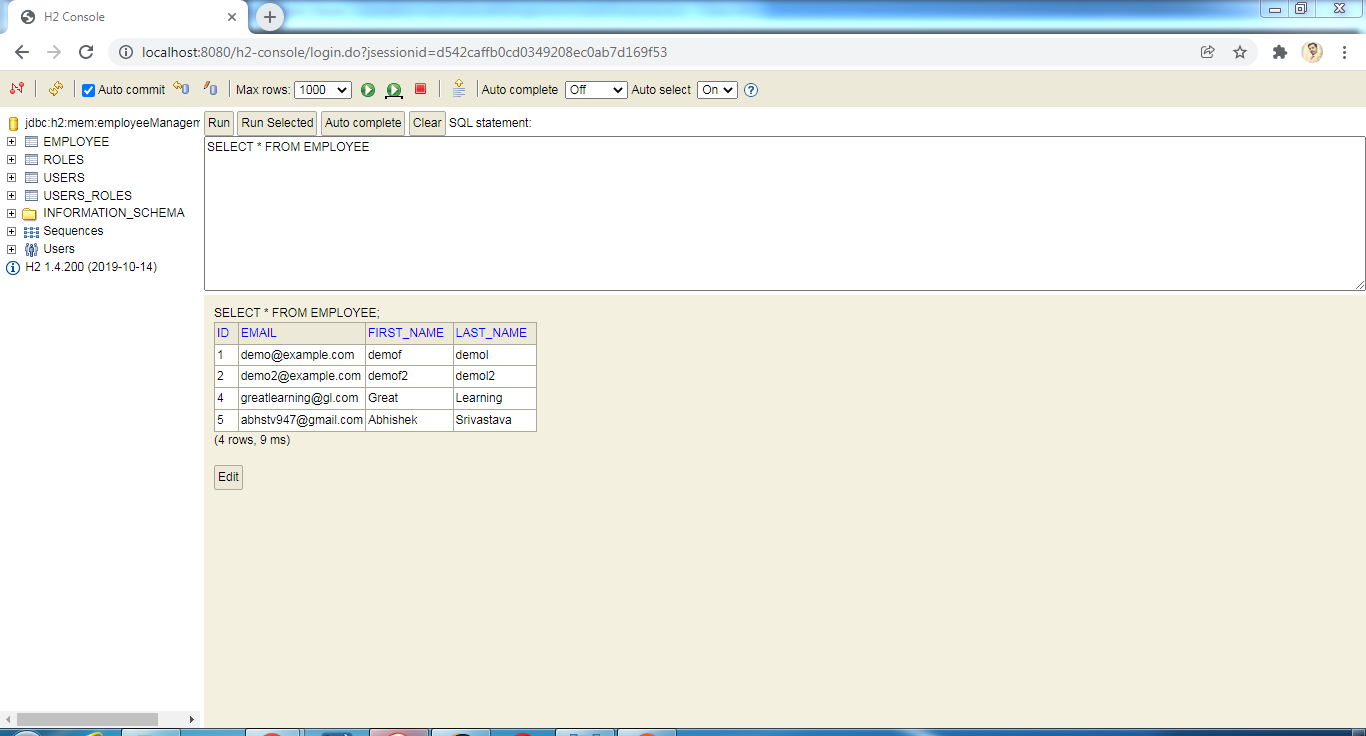 H2 Console
localhost:8080/h2-console/login.do?jsessionid=d542caffb0cd0349208ec0ab7d169f53
Auto commit Max rows: 1000 Auto complete Off Auto select On
jdbc:h2:mem:employeeManagem
EMPLOYEE
ROLES
USERS
USERS_ROLES
INFORMATION_SCHEMA
Sequences
Users
H2 1.4.200 (2019-10-14)
Run Run Selected Auto complete Clear SQL statement:
SELECT * FROM EMPLOYEE
SELECT * FROM EMPLOYEE;
ID EMAIL FIRST_NAME LAST_NAME
1 demo@example.com demof demol
2 demo2@example.com demof2 demol2
4 greatlearning@gl.com Great Learning
5 abhstv947@gmail.com Abhishek Srivastava
(4 rows, 9 ms)
Edit